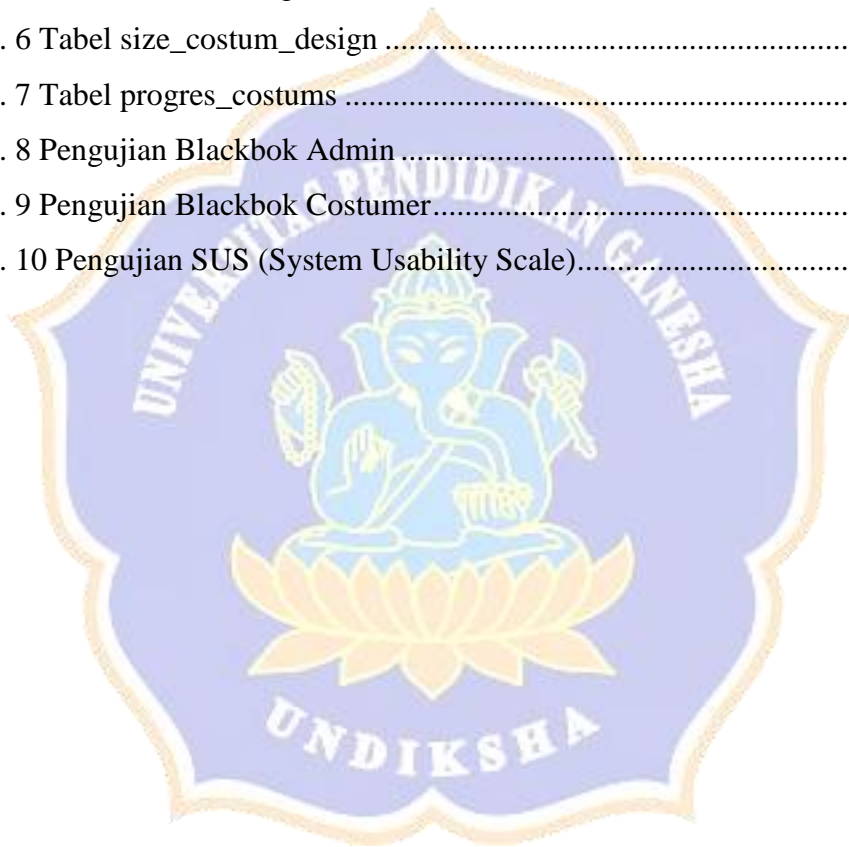 . 6 Tabel size_costum_design ................................................................
. 7 Tabel progres_costums ......................................................................
. 8 Pengujian Blackbok Admin ..............................................................
. 9 Pengujian Blackbok Costumer..........................................................
. 10 Pengujian SUS (System Usability Scale)......................................
UNIVERSITAS PENDIDIKAN GANESHA
UNDIKSHA